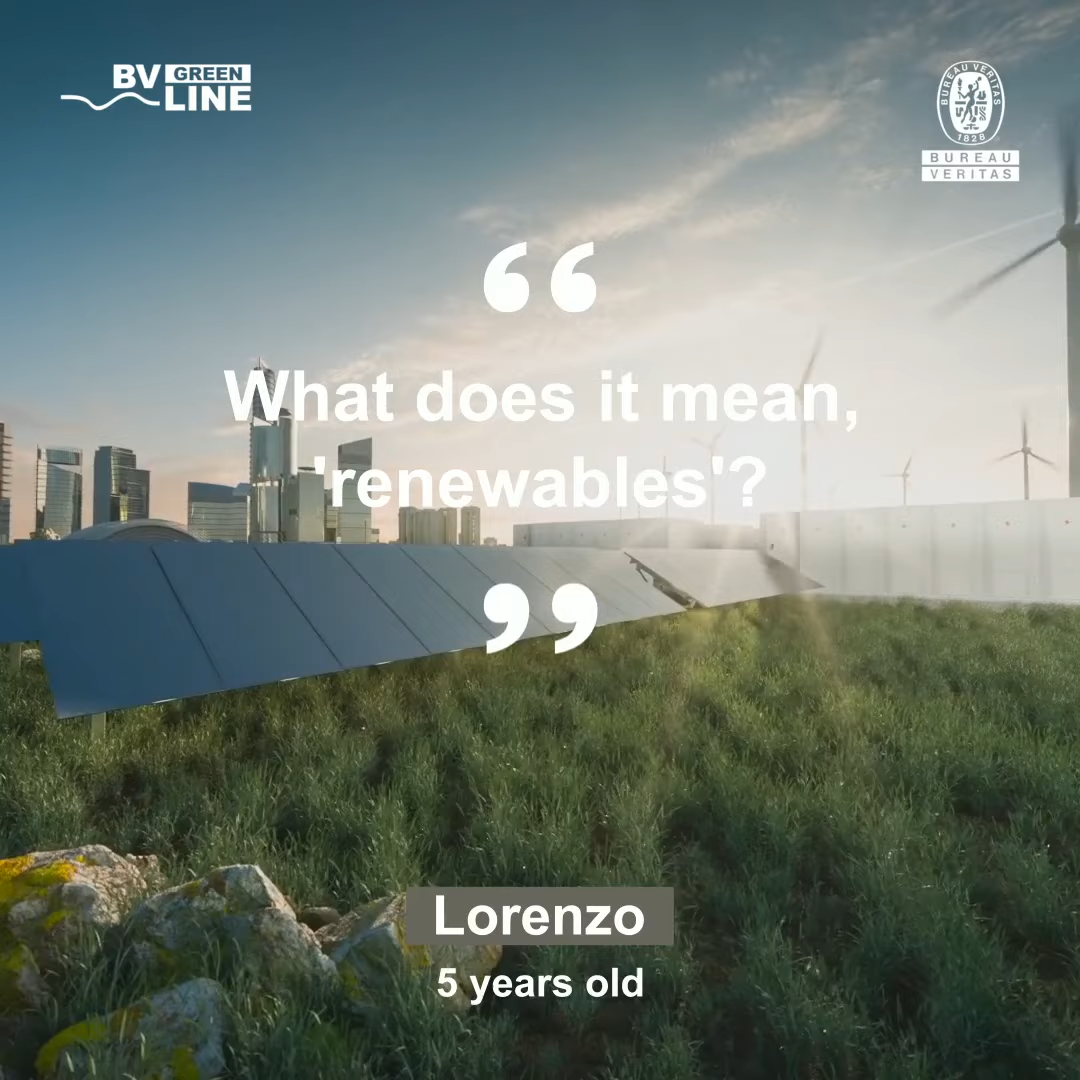 BV GREEN
LINE
BUREAU VERITAS
1828
BUREAU
VERITAS
“
What does it mean,
'renewables'?
”
Lorenzo
5 years old